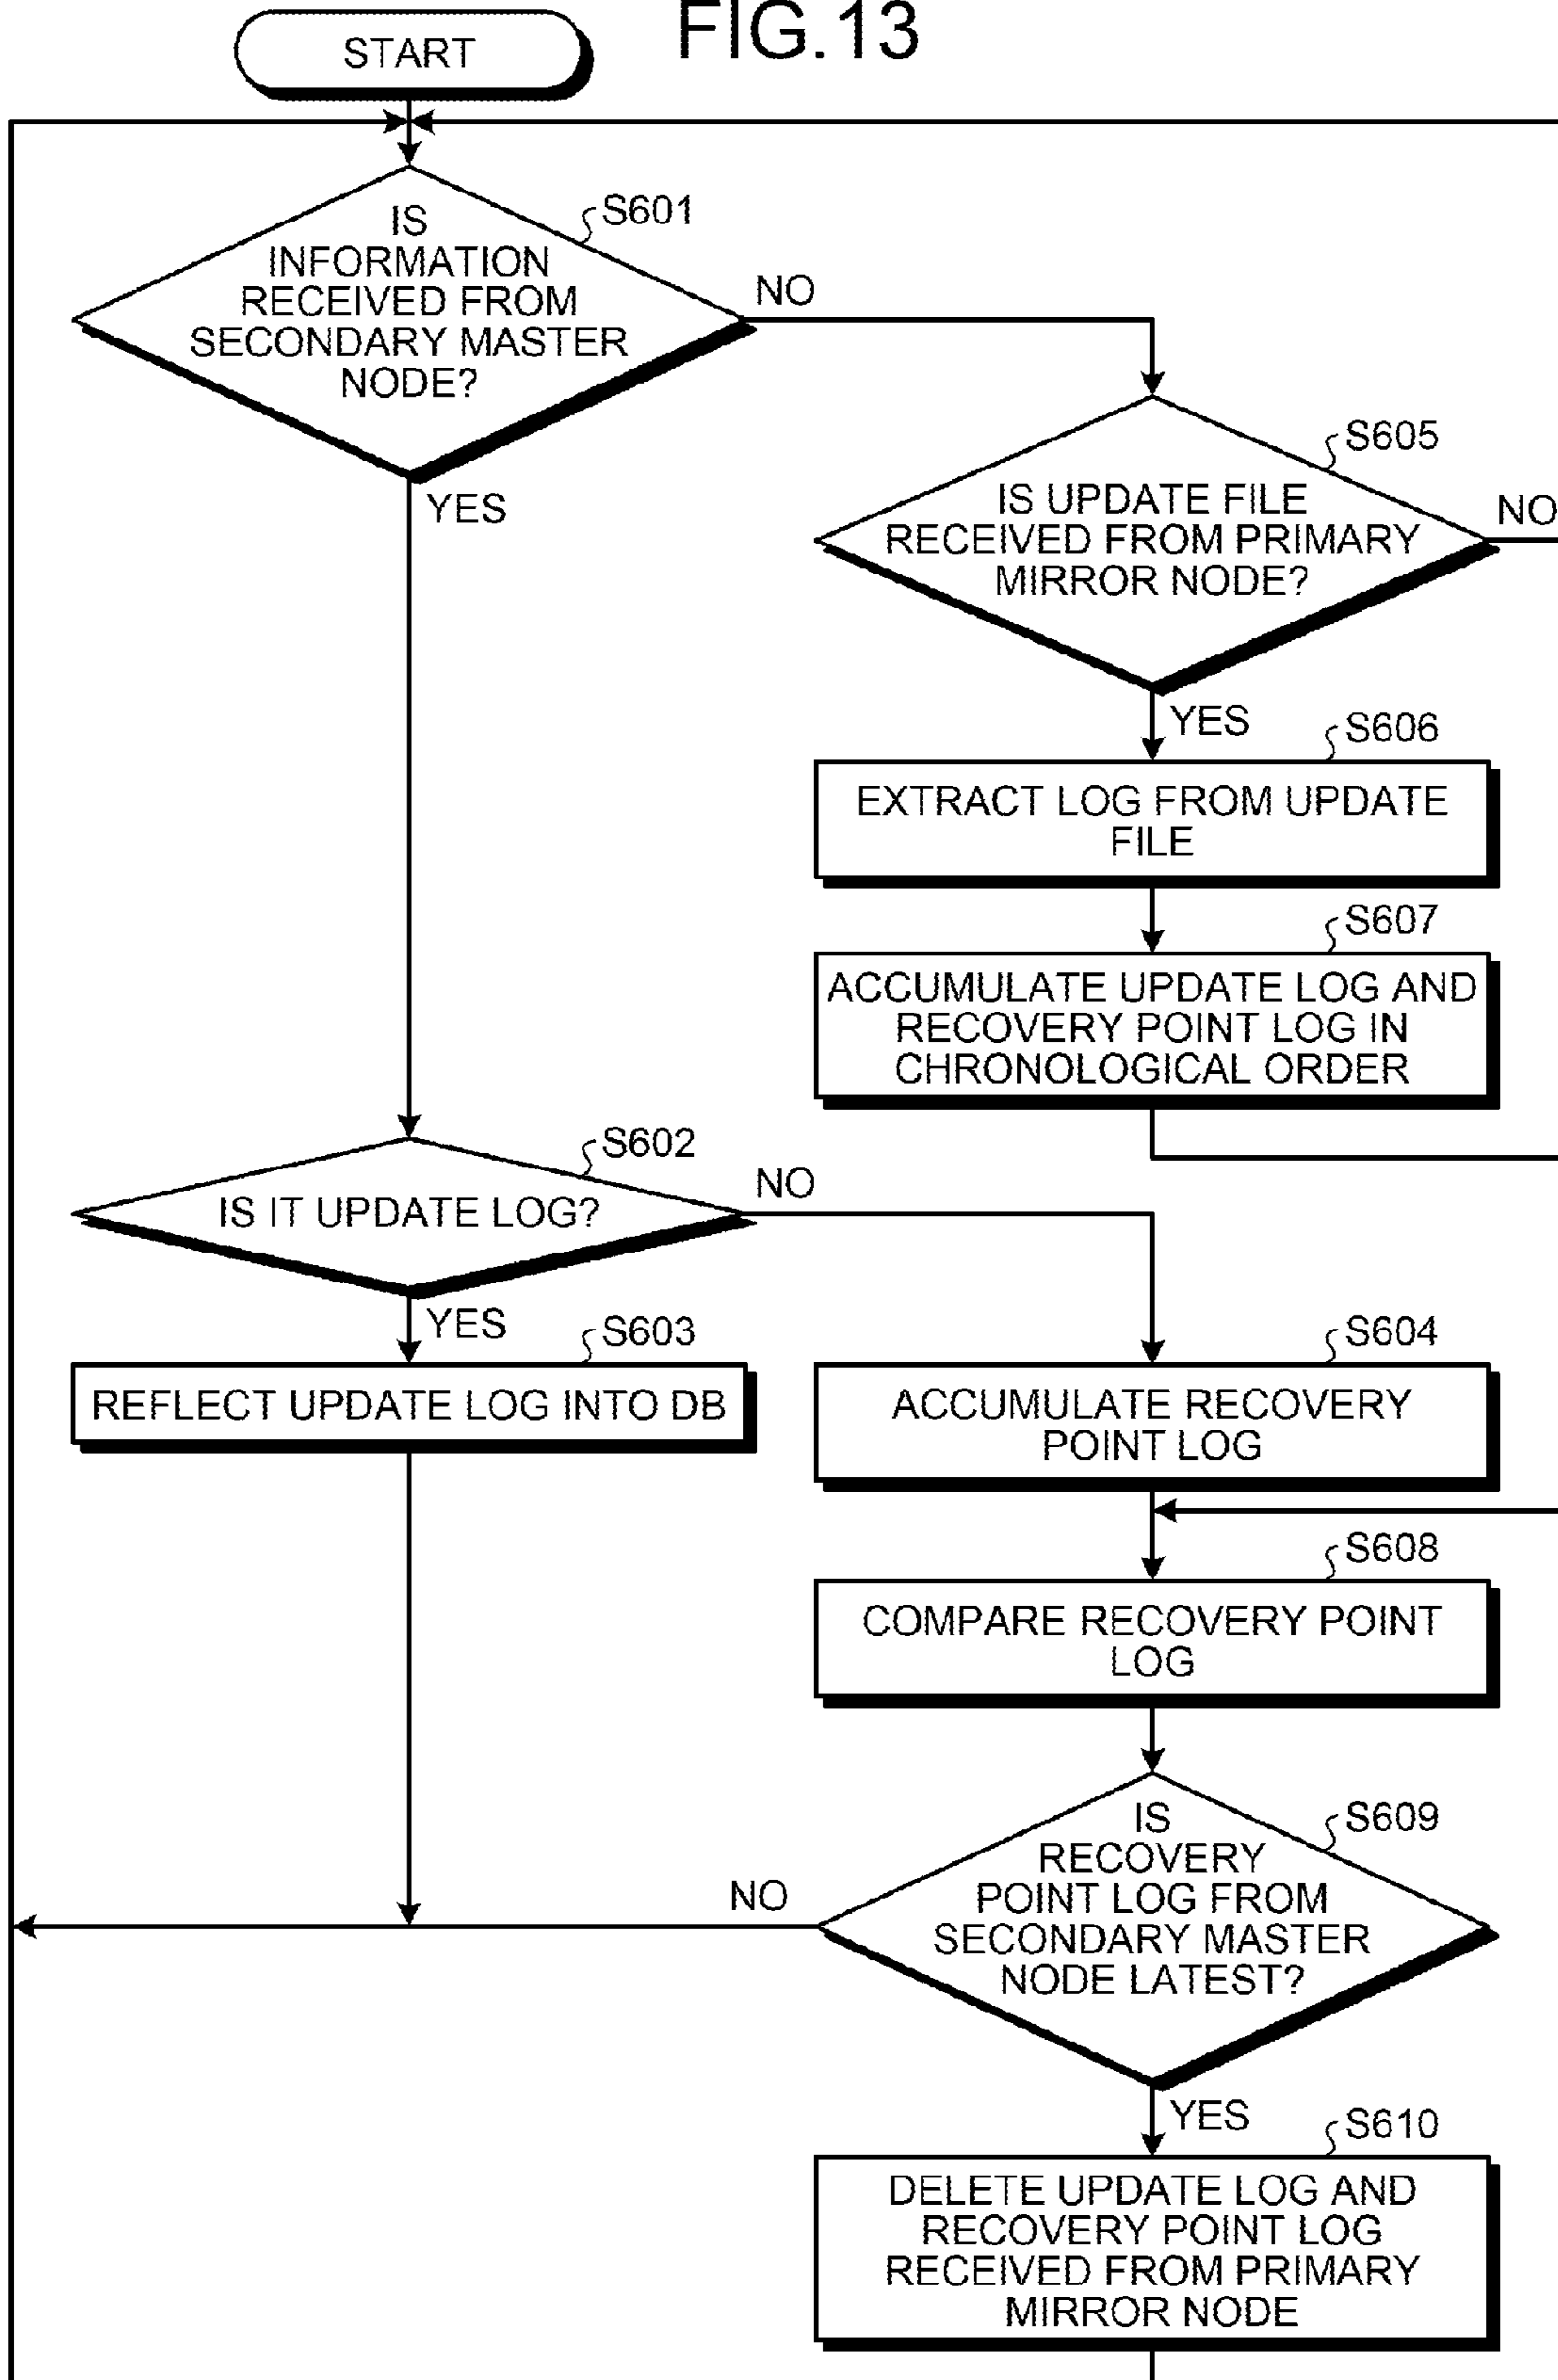 FIG.13
START
S601
IS
INFORMATION
RECEIVED FROM
SECONDARY MASTER
NODE?
NO
YES
S605
IS UPDATE FILE
RECEIVED FROM PRIMARY
MIRROR NODE?
NO
YES
S606
EXTRACT LOG FROM UPDATE
FILE
S607
ACCUMULATE UPDATE LOG AND
RECOVERY POINT LOG IN
CHRONOLOGICAL ORDER
S602
IS IT UPDATE LOG?
NO
YES
S603
REFLECT UPDATE LOG INTO DB
S604
ACCUMULATE RECOVERY
POINT LOG
S608
COMPARE RECOVERY POINT
LOG
S609
IS
RECOVERY
POINT LOG FROM
SECONDARY MASTER
NODE LATEST?
NO
YES
S610
DELETE UPDATE LOG AND
RECOVERY POINT LOG
RECEIVED FROM PRIMARY
MIRROR NODE